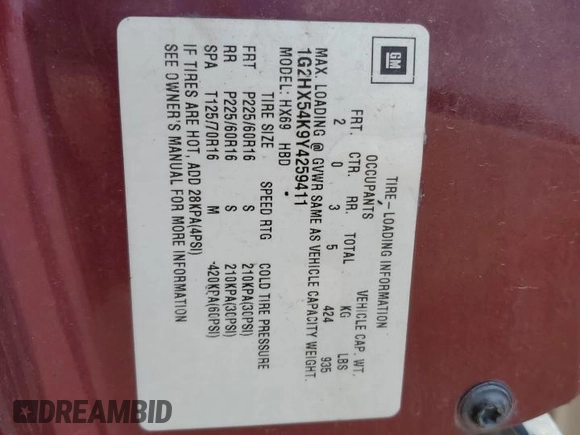 GM
TIRE-LOADING INFORMATION
OCCUPANTS VEHICLE CAP. WT.
FRT. CTR. RR. TOTAL KG LBS
2 0 3 5 424 935
MAX. LOADING @ GVWR SAME AS VEHICLE CAPACITY WEIGHT.
1G2HX54K9Y4259411
MODEL: HX69 HBD
TIRE SIZE SPEED RTG COLD TIRE PRESSURE
FRT P225/60R16 S 210KPA(30PSI)
RR P225/60R16 S 210KPA(30PSI)
SPA T125/70R16 M 420KPA(60PSI)
IF TIRES ARE HOT, ADD 28KPA(4PSI)
SEE OWNER'S MANUAL FOR MORE INFORMATION
DREAMBID